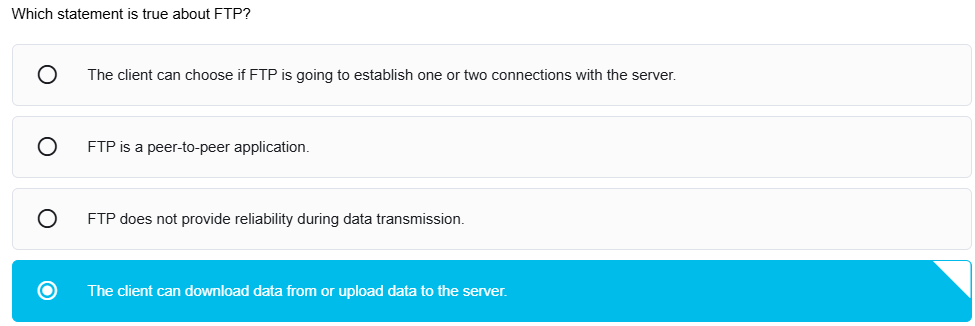 Which statement is true about FTP?
The client can choose if FTP is going to establish one or two connections with the server.
FTP is a peer-to-peer application.
FTP does not provide reliability during data transmission.
The client can download data from or upload data to the server.